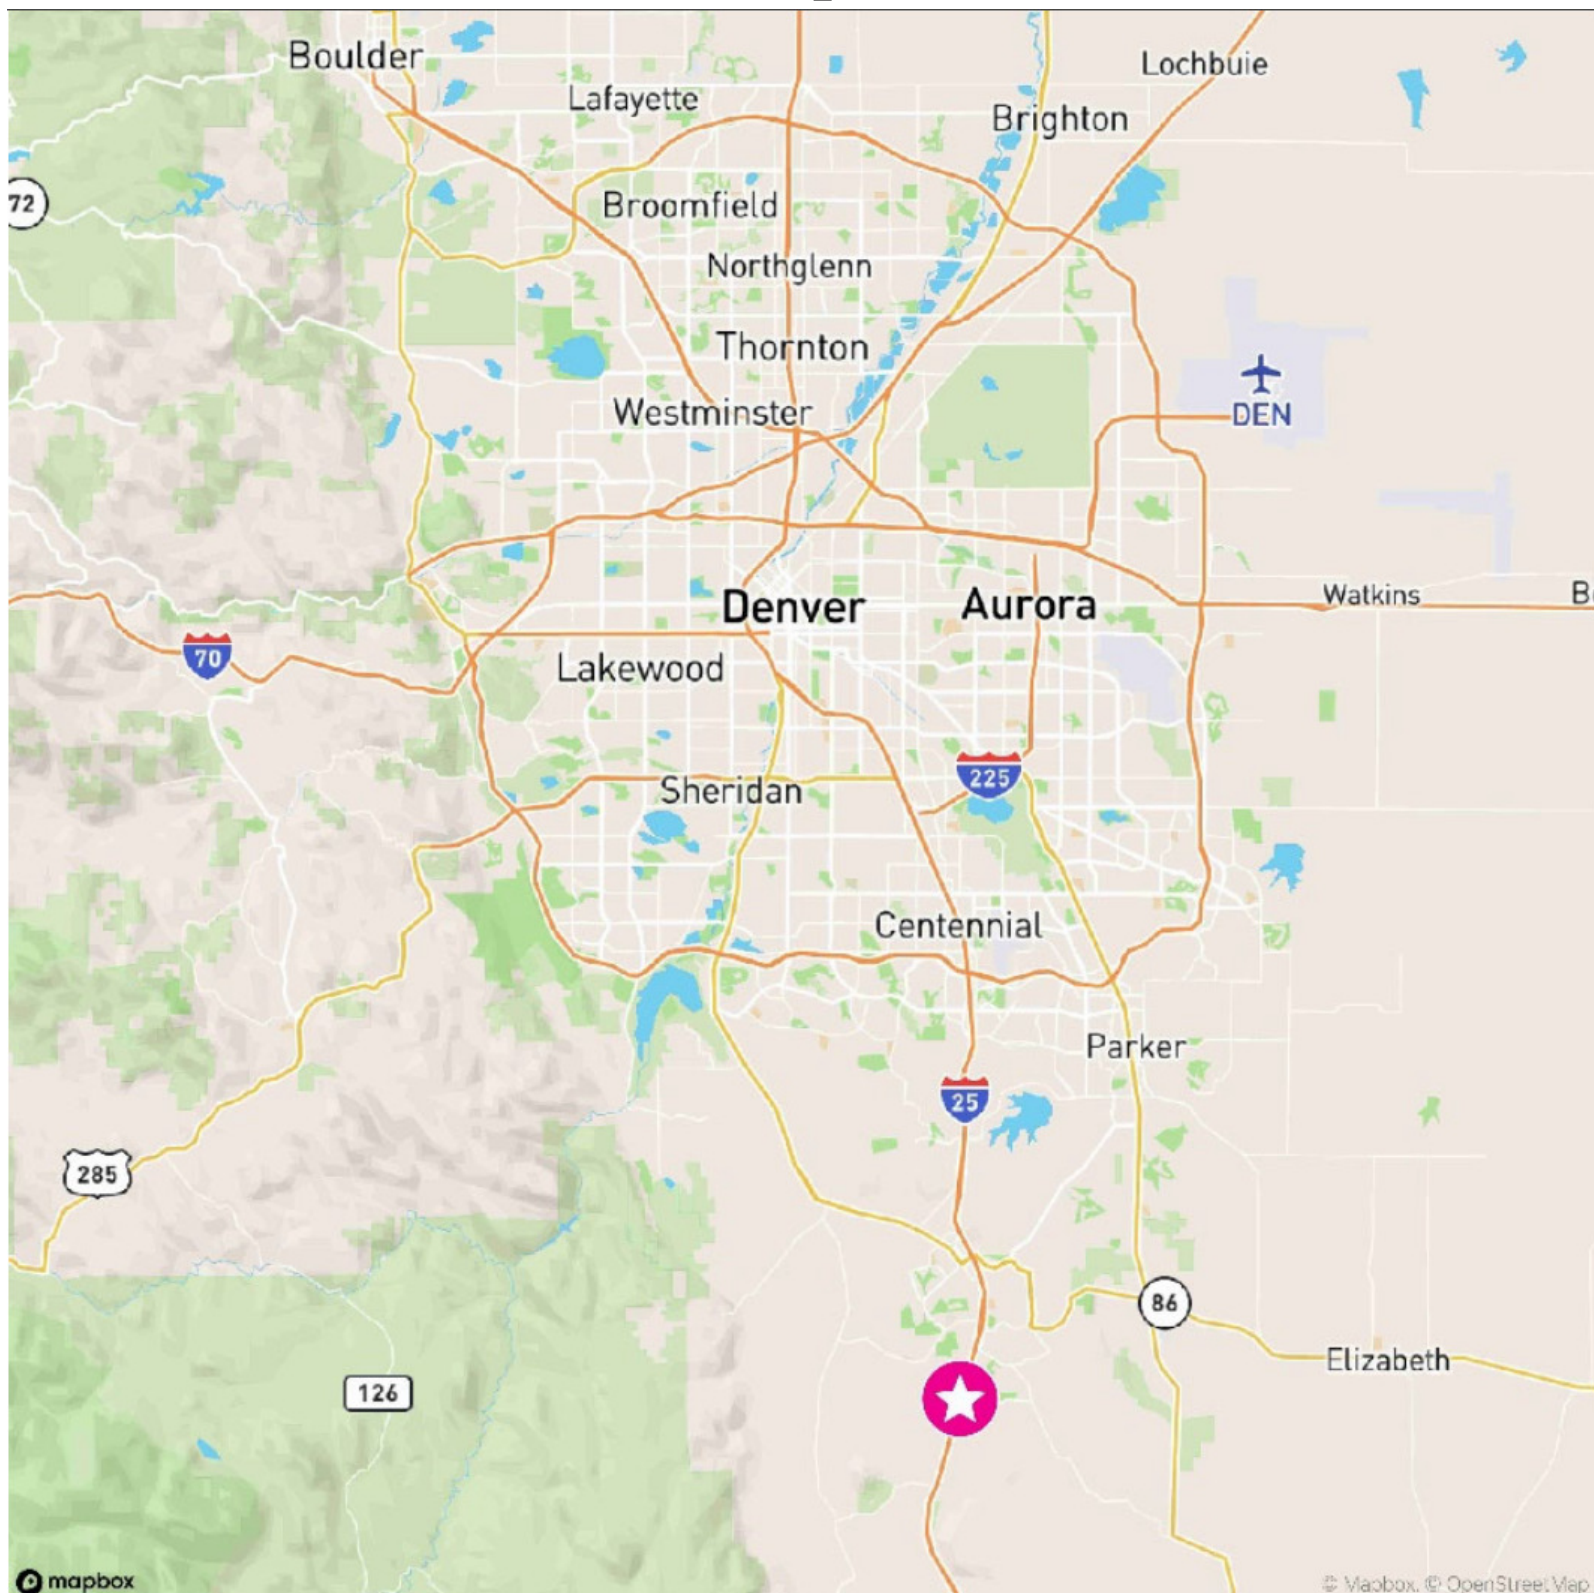 Boulder
Lochbuie
Lafayette
Brighton
72
Broomfield
Northglenn
Thornton
Westminster
DEN
Denver
Aurora
Watkins
B
70
Lakewood
225
Sheridan
Centennial
Parker
25
285
86
Elizabeth
126
mapbox
© Mapbox, © OpenStreetMap